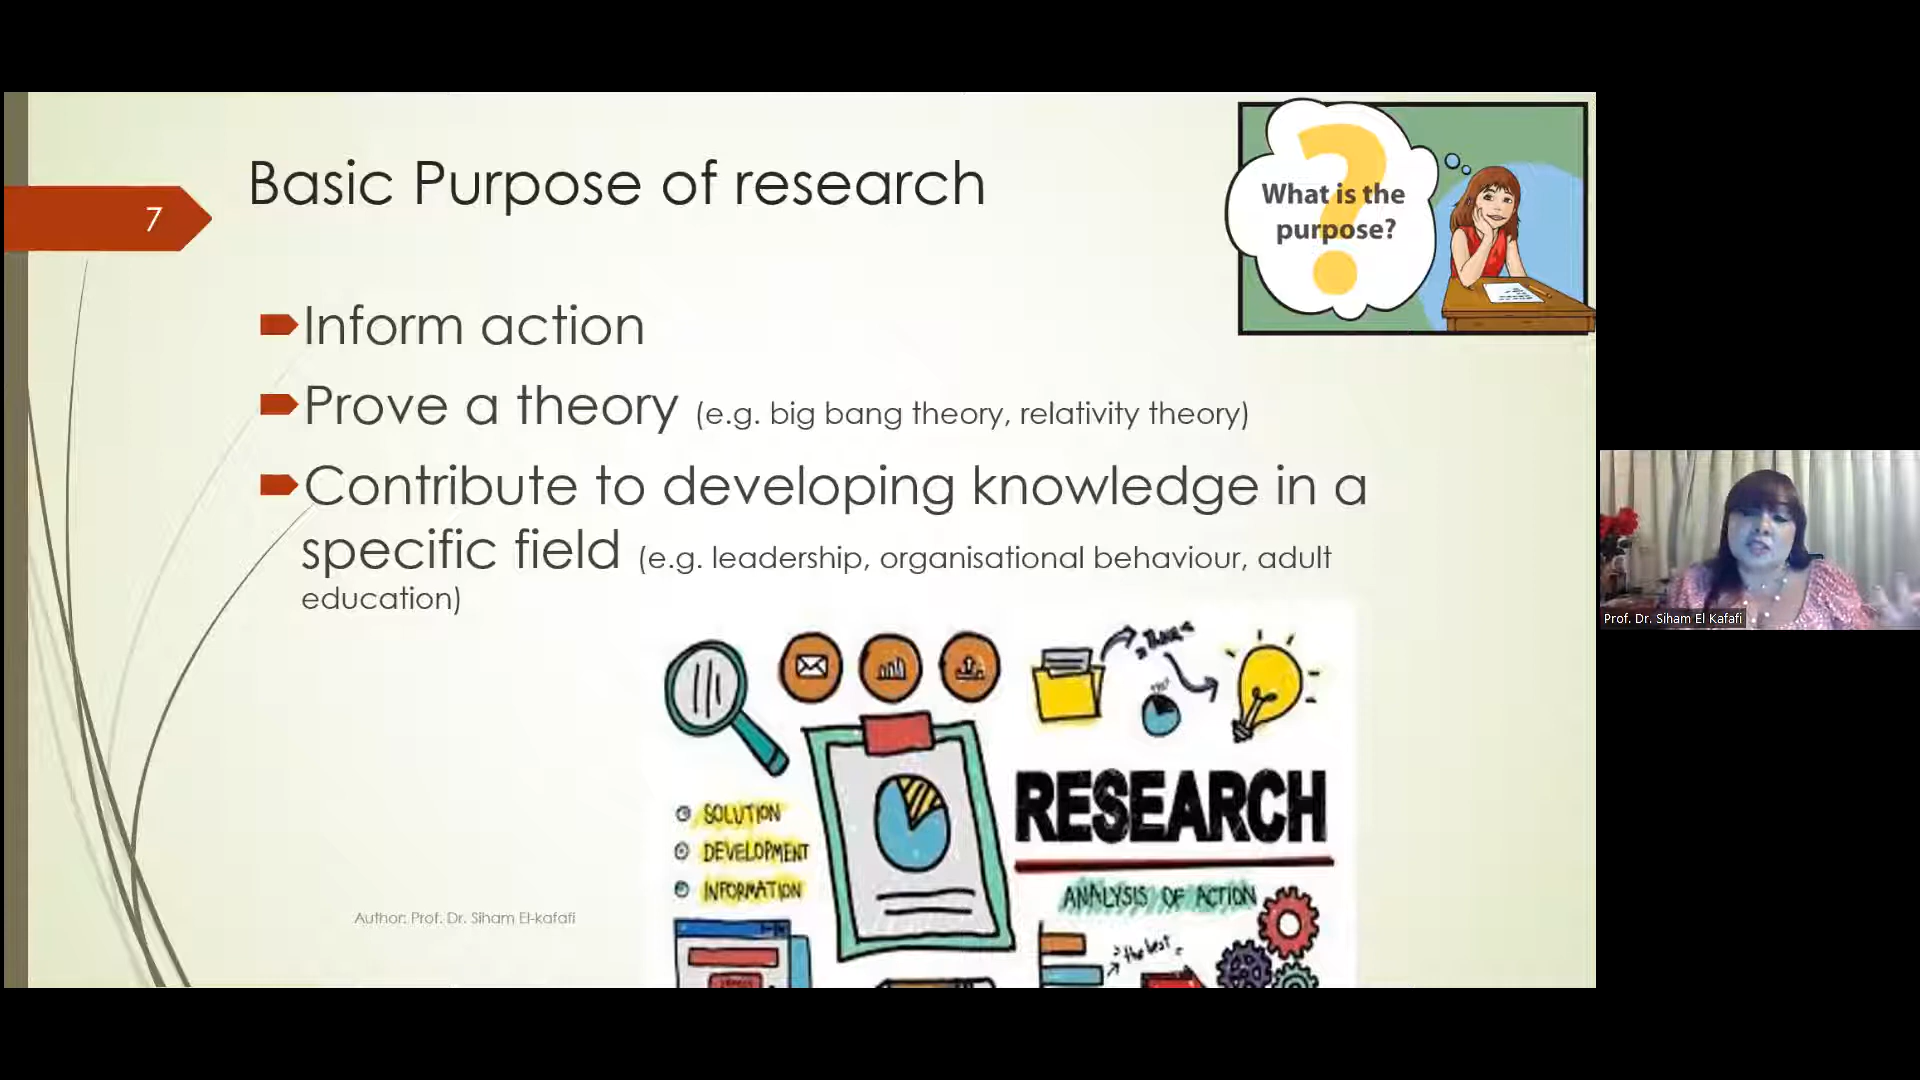 7
Basic Purpose of research
What is the
purpose?
Inform action
Prove a theory (e.g. big bang theory, relativity theory)
Contribute to developing knowledge in a
specific field (e.g. leadership, organisational behaviour, adult
education)
RESEARCH
SOLUTION
DEVELOPMENT
INFORMATION
ANALYSIS OF ACTION
the best
Author: Prof. Dr. Siham El-kafafi
Prof. Dr. Siham El Kafafi